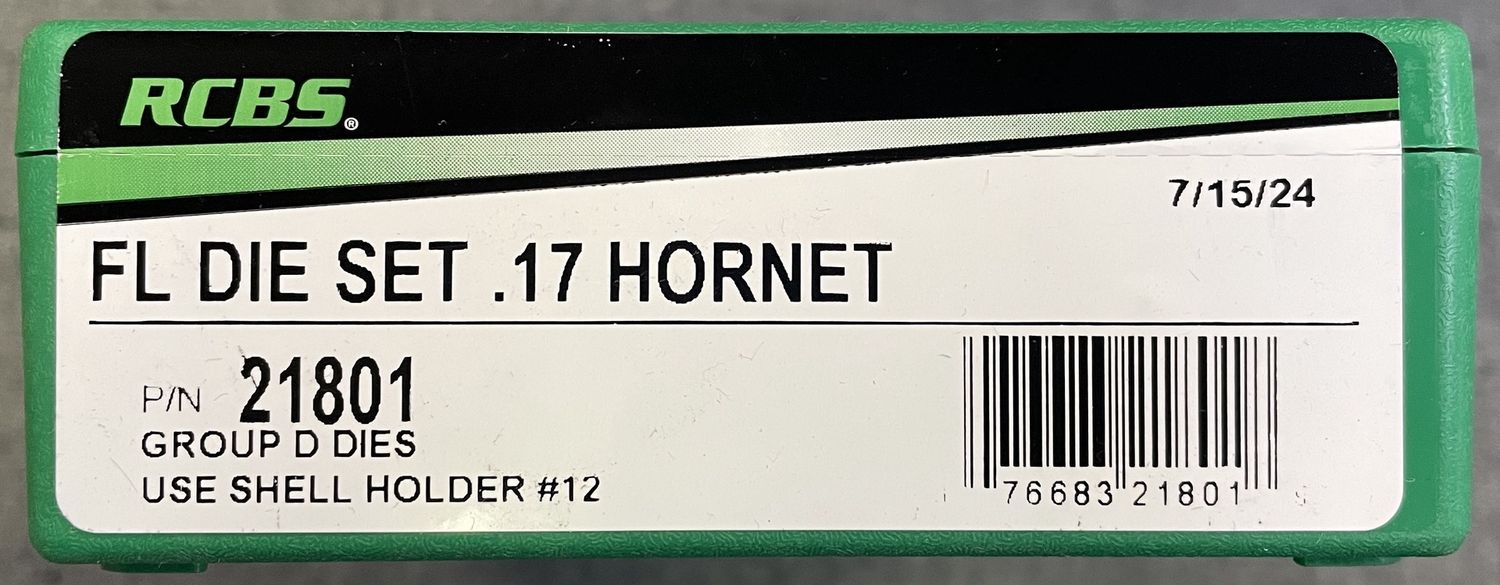 RCBS®
7/15/24
FL DIE SET .17 HORNET
P/N 21801
GROUP D DIES
USE SHELL HOLDER #12
76683 21801